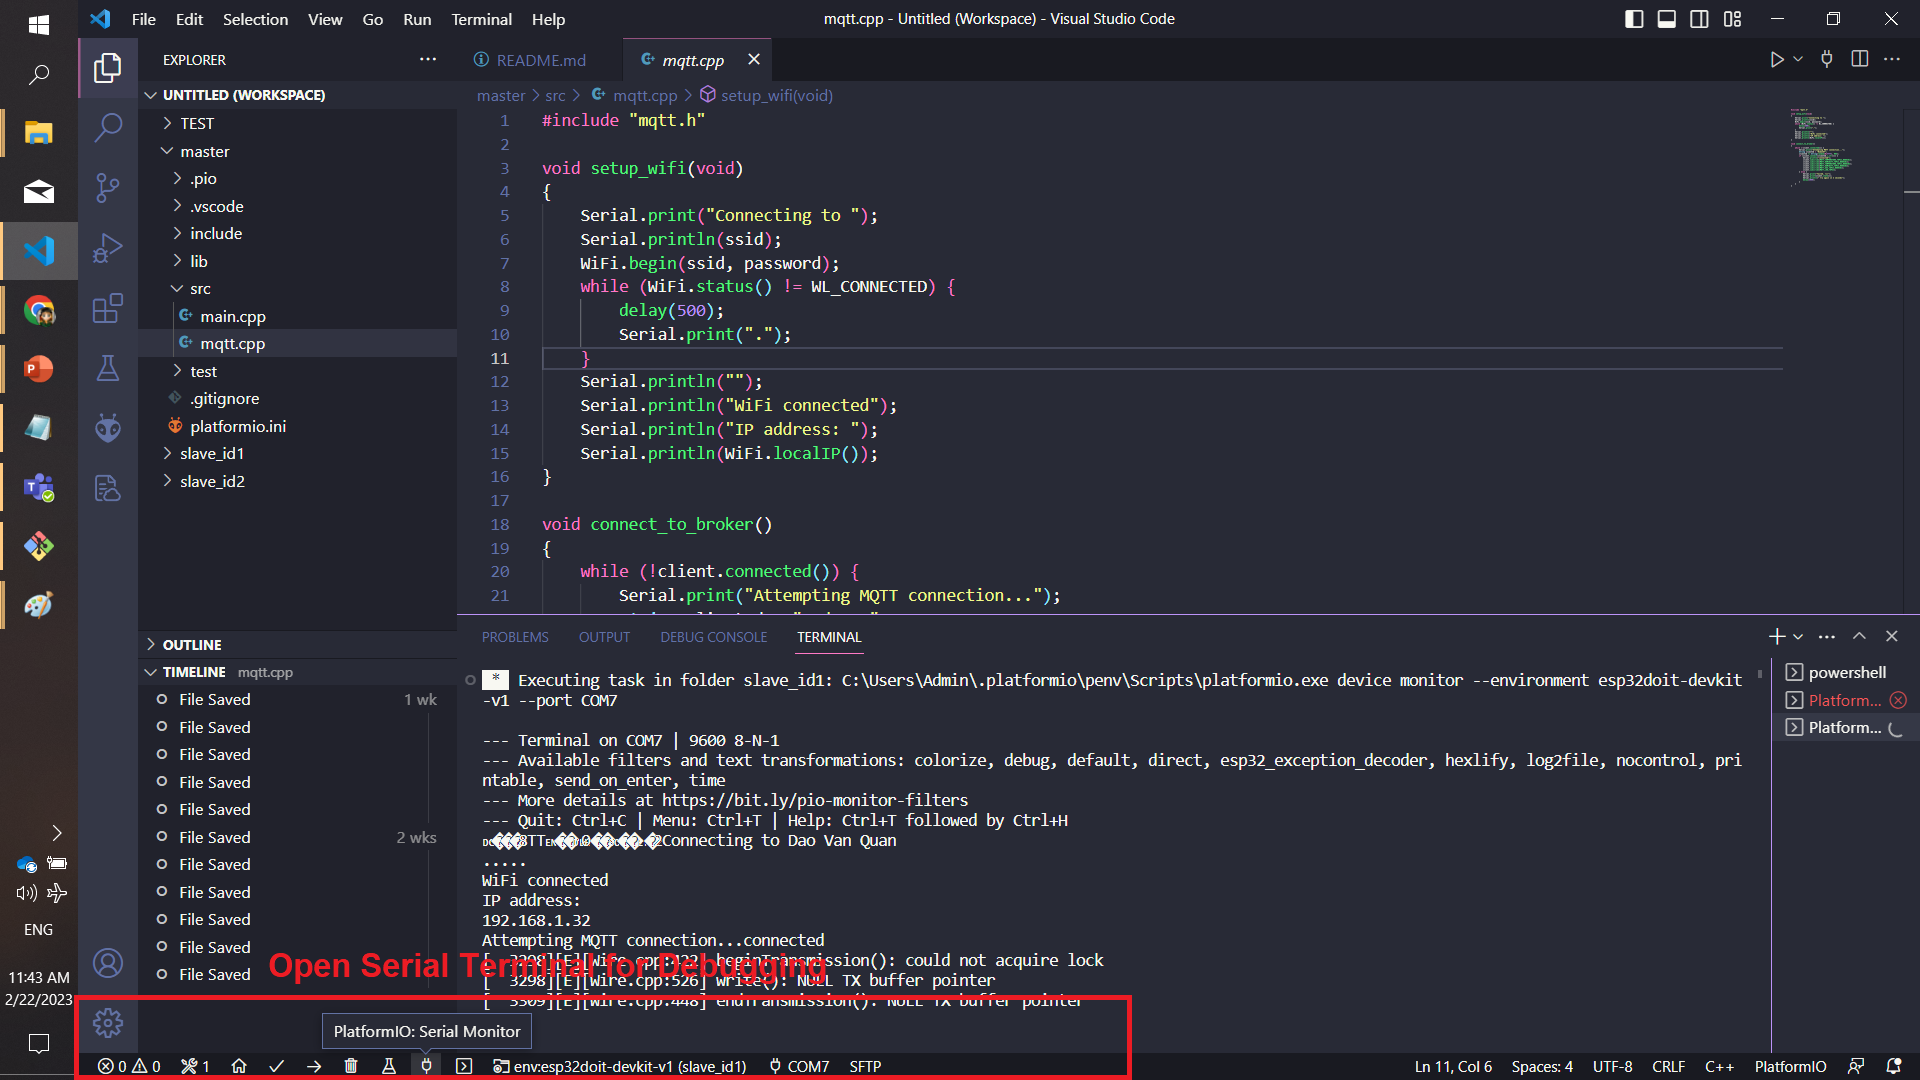 File Edit Selection View Go Run Terminal Help
mqtt.cpp - Untitled (Workspace) - Visual Studio Code
EXPLORER
README.md
mqtt.cpp
UNTITLED (WORKSPACE)
master > src > mqtt.cpp > setup_wifi(void)
TEST
master
.pio
.vscode
include
lib
src
main.cpp
mqtt.cpp
test
.gitignore
platformio.ini
slave_id1
slave_id2
1 #include "mqtt.h"
2
3 void setup_wifi(void)
4 {
5 Serial.print("Connecting to ");
6 Serial.println(ssid);
7 WiFi.begin(ssid, password);
8 while (WiFi.status() != WL_CONNECTED) {
9 delay(500);
10 Serial.print(".");
11 }
12 Serial.println("");
13 Serial.println("WiFi connected");
14 Serial.println("IP address: ");
15 Serial.println(WiFi.localIP());
16 }
17
18 void connect_to_broker()
19 {
20 while (!client.connected()) {
21 Serial.print("Attempting MQTT connection...");
OUTLINE
TIMELINE mqtt.cpp
File Saved 1 wk
File Saved
File Saved
File Saved
File Saved
File Saved 2 wks
File Saved
File Saved
File Saved
File Saved
File Saved
PROBLEMS OUTPUT DEBUG CONSOLE TERMINAL
* Executing task in folder slave_id1: C:\Users\Admin\.platformio\penv\Scripts\platformio.exe device monitor --environment esp32doit-devkit
-v1 --port COM7
--- Terminal on COM7 | 9600 8-N-1
--- Available filters and text transformations: colorize, debug, default, direct, esp32_exception_decoder, hexlify, log2file, nocontrol, pri
ntable, send_on_enter, time
--- More details at https://bit.ly/pio-monitor-filters
--- Quit: Ctrl+C | Menu: Ctrl+T | Help: Ctrl+T followed by Ctrl+H
Connecting to Dao Van Quan
.....
WiFi connected
IP address:
192.168.1.32
Attempting MQTT connection...connected
[ 3298][E][Wire.cpp:422] beginTransmission(): could not acquire lock
[ 3298][E][Wire.cpp:526] write(): NULL TX buffer pointer
[ 3309][E][Wire.cpp:448] endTransmission(): NULL TX buffer pointer
powershell
Platform...
Platform...
Open Serial Terminal for Debugging
PlatformIO: Serial Monitor
0 0 1 env:esp32doit-devkit-v1 (slave_id1) COM7 SFTP
Ln 11, Col 6 Spaces: 4 UTF-8 CRLF C++ PlatformIO
ENG
11:43 AM
2/22/2023